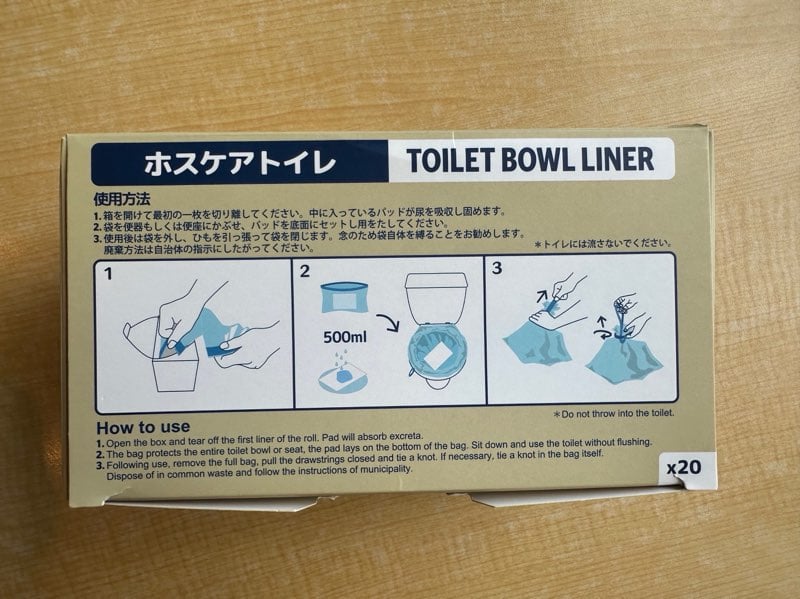 ホスケアトイレ
TOILET BOWL LINER
使用方法
1. 箱を開けて最初の一枚を切り離してください。中に入っているパッドが尿を吸収し固めます。
2. 袋を便器もしくは便座にかぶせ、パッドを底面にセットし用をたしてください。
3. 使用後は袋を外し、ひもを引っ張って袋を閉じます。念のため袋自体を縛ることをお勧めします。
廃棄方法は自治体の指示にしたがってください。
＊トイレには流さないでください。
1
2
500ml
3
＊Do not throw into the toilet.
How to use
1. Open the box and tear off the first liner of the roll. Pad will absorb excreta.
2. The bag protects the entire toilet bowl or seat, the pad lays on the bottom of the bag. Sit down and use the toilet without flushing.
3. Following use, remove the full bag, pull the drawstrings closed and tie a knot. If necessary, tie a knot in the bag itself.
Dispose of in common waste and follow the instructions of municipality.
x20